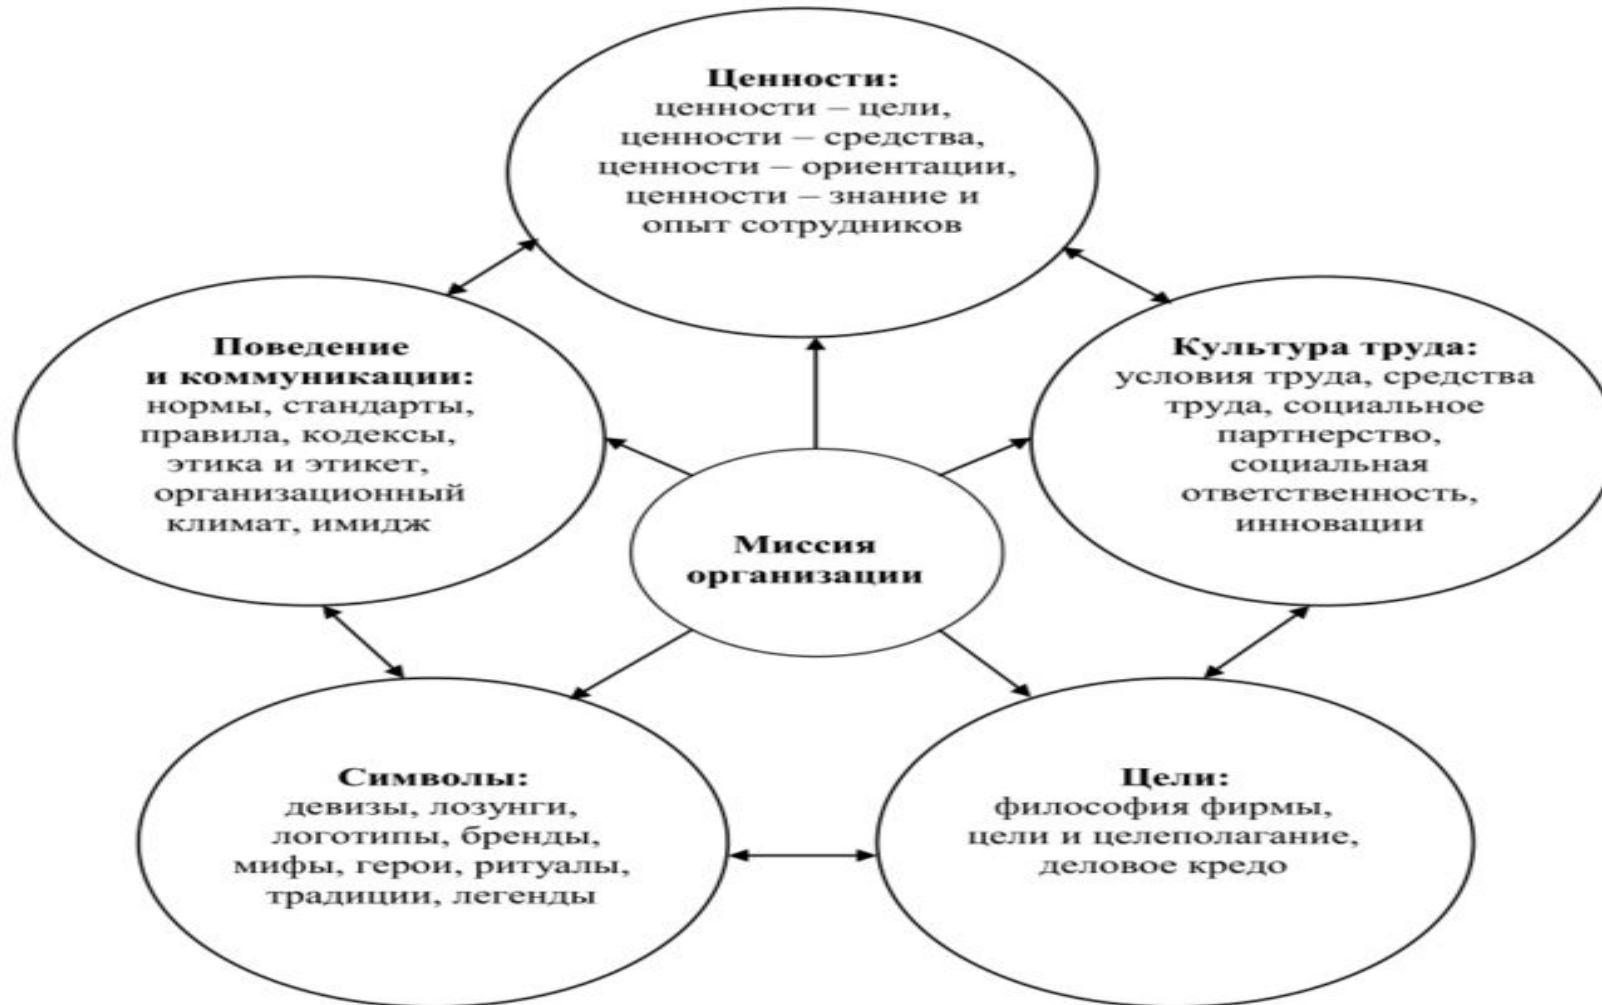 Ценности:
ценности – цели,
ценности – средства,
ценности – ориентации,
ценности – знание и
опыт сотрудников
Поведение
и коммуникации:
нормы, стандарты,
правила, кодексы,
этика и этикет,
организационный
климат, имидж
Культура труда:
условия труда, средства
труда, социальное
партнерство,
социальная
ответственность,
инновации
Миссия
организации
Символы:
девизы, лозунги,
логотипы, бренды,
мифы, герои, ритуалы,
традиции, легенды
Цели:
философия фирмы,
цели и целеполагание,
деловое кредо